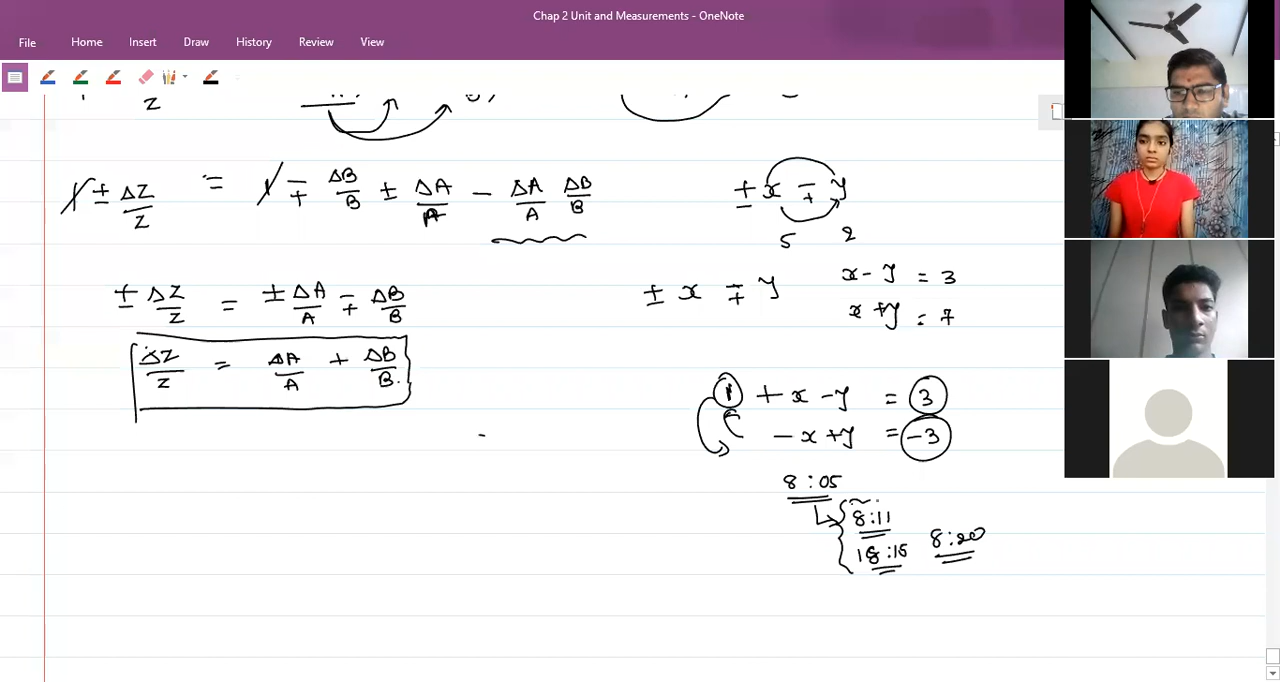 Chap 2 Unit and Measurements - OneNote
File Home Insert Draw History Review View
Z
1 ± ΔZ/Z = 1 ∓ ΔB/B ± ΔA/A − ΔA/A ΔB/B
± x ∓ y
5 2
± ΔZ/Z = ± ΔA/A ∓ ΔB/B
± x ∓ y
x - y = 3
x + y = 7
ΔZ/Z = ΔA/A + ΔB/B
1 + x - y = 3
- x + y = -3
8:05
8:11
18:15 8:20